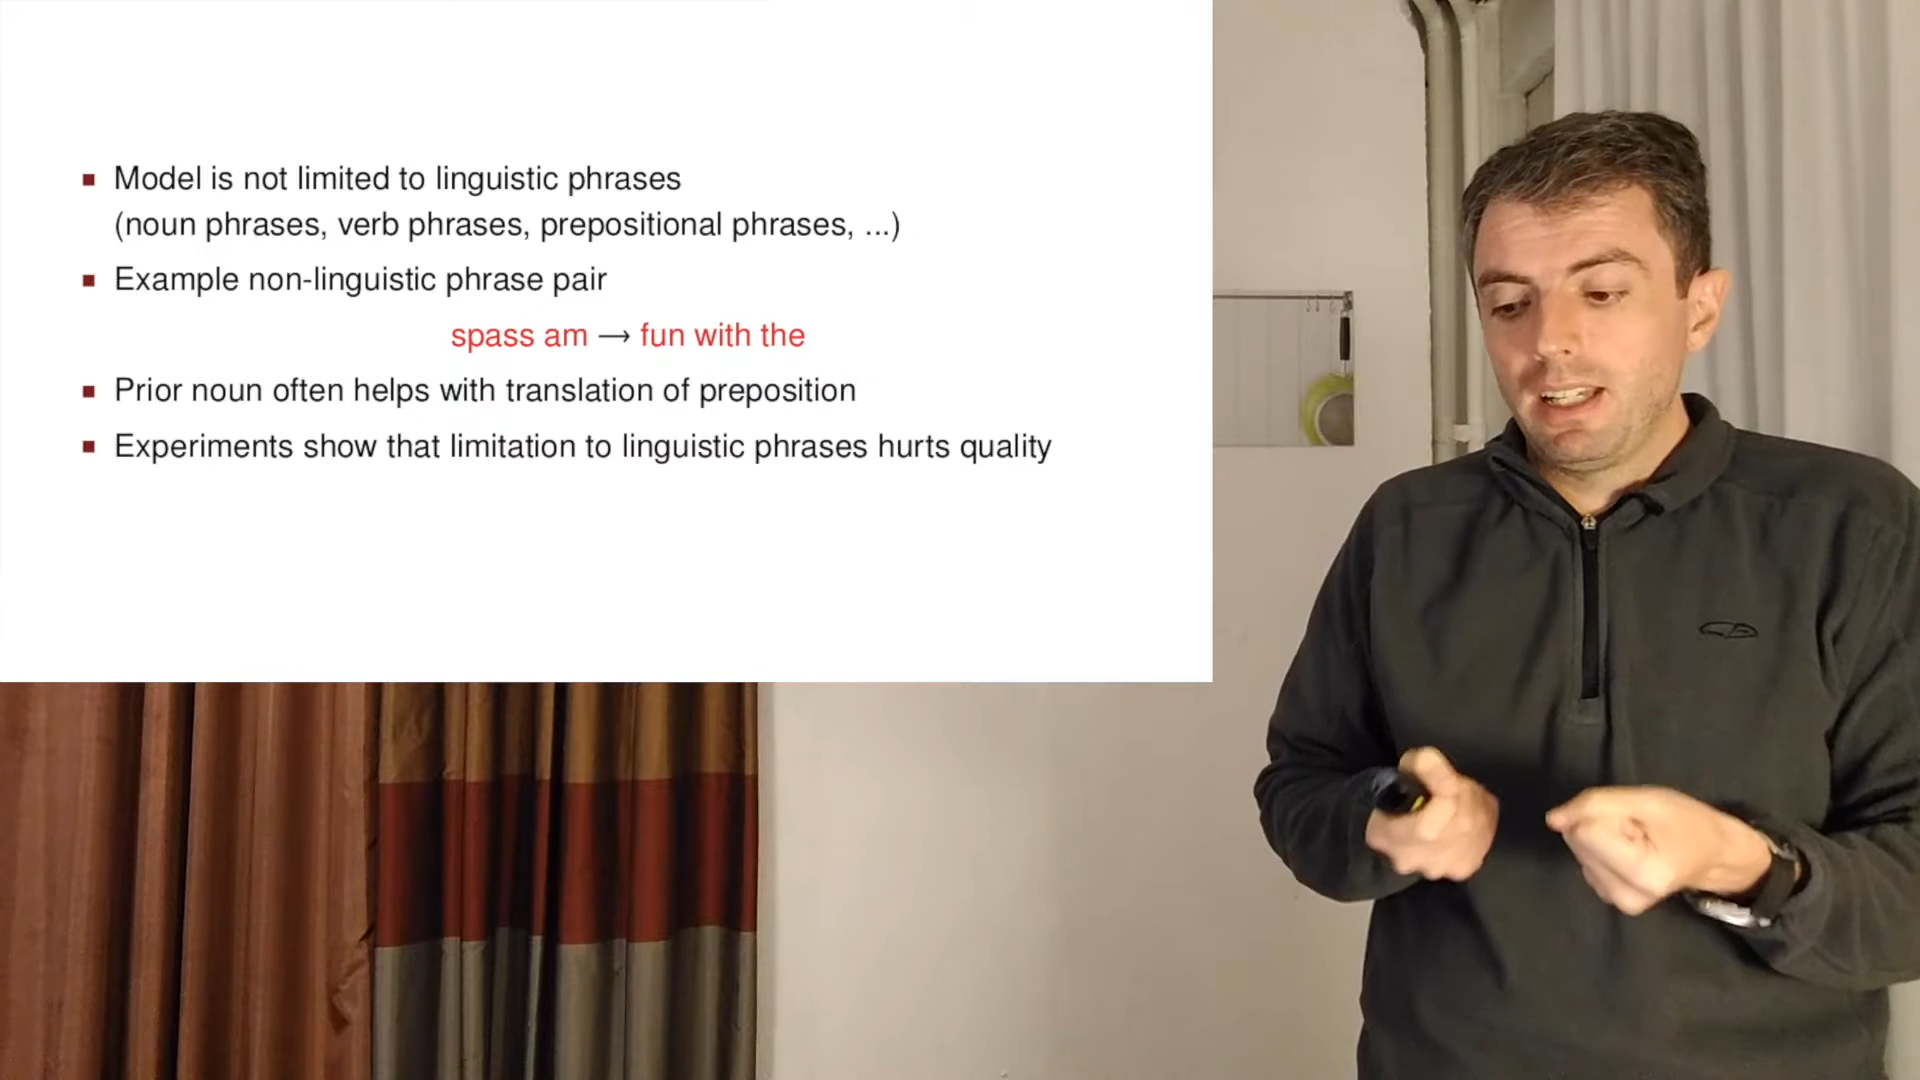 Model is not limited to linguistic phrases
(noun phrases, verb phrases, prepositional phrases, ...)
Example non-linguistic phrase pair
spass am → fun with the
Prior noun often helps with translation of preposition
Experiments show that limitation to linguistic phrases hurts quality